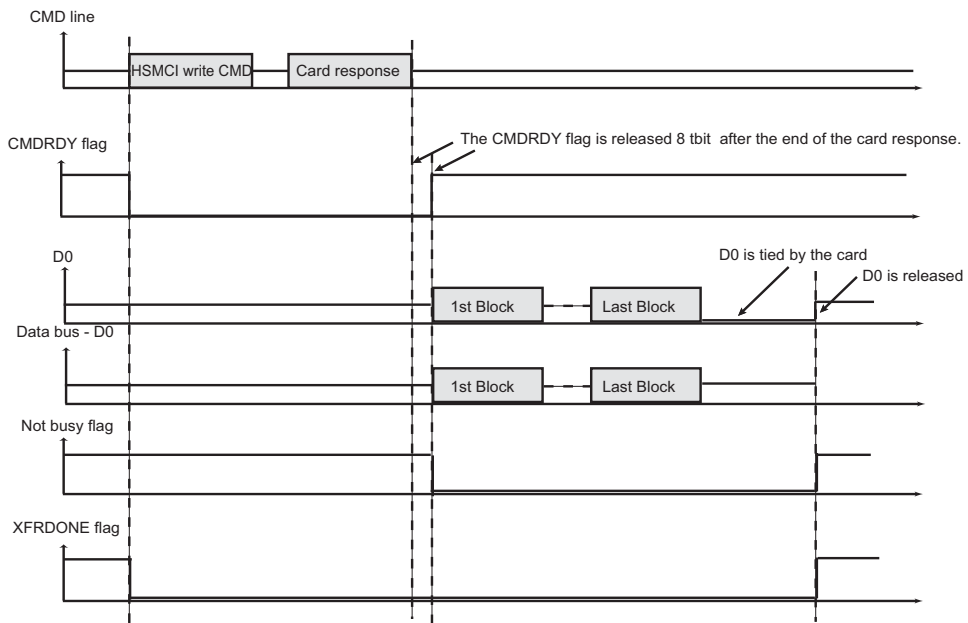 CMD line
HSMCI write CMD
Card response
The CMDRDY flag is released 8 tbit after the end of the card response.
CMDRDY flag
D0 is tied by the card
D0
D0 is released
1st Block
Last Block
Data bus - D0
1st Block
Last Block
Not busy flag
XFRDONE flag